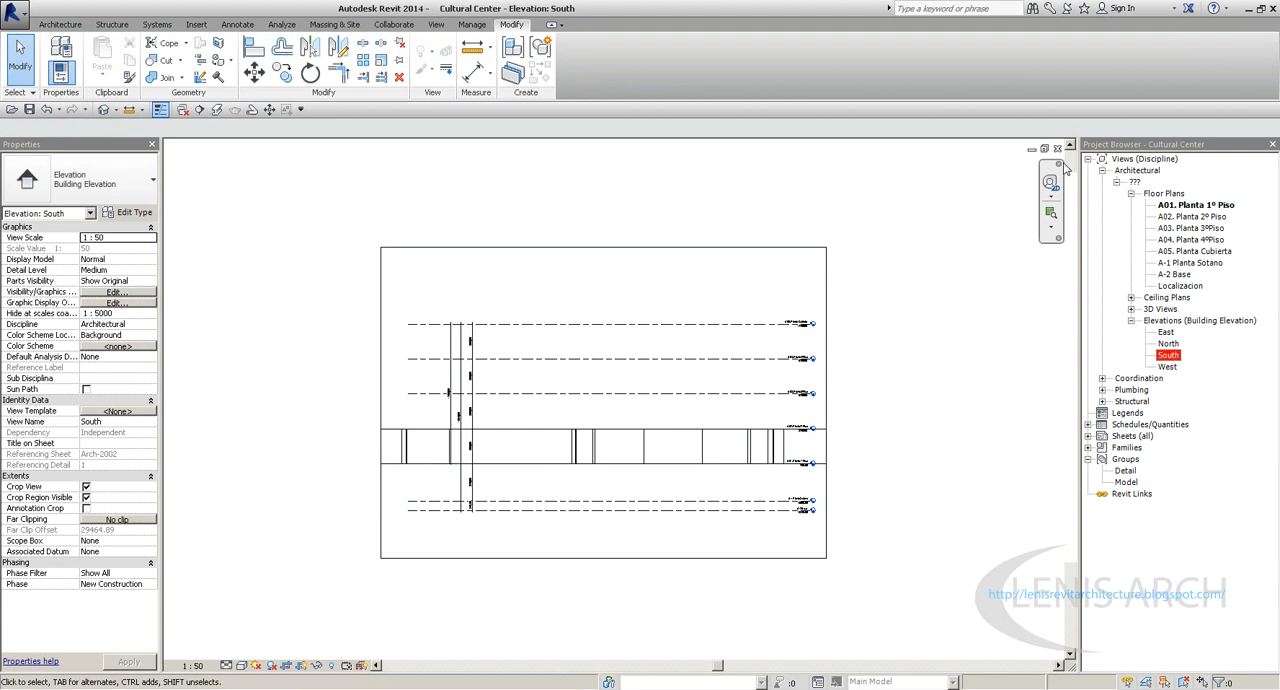 Autodesk Revit 2014 - Cultural Center - Elevation: South
Type a keyword or phrase
Sign In
Architecture Structure Systems Insert Annotate Analyze Massing & Site Collaborate View Manage Modify
Modify
Paste
Cope
Cut
Join
Select Properties Clipboard Geometry Modify View Measure Create
Properties
Elevation
Building Elevation
Elevation: South
Edit Type
Graphics
View Scale 1 : 50
Scale Value 1: 50
Display Model Normal
Detail Level Medium
Parts Visibility Show Original
Visibility/Graphics ... Edit...
Graphic Display O... Edit...
Hide at scales coa... 1 : 5000
Discipline Architectural
Color Scheme Loc... Background
Color Scheme <none>
Default Analysis D... None
Reference Label
Sub Disciplina
Sun Path
Identity Data
View Template <None>
View Name South
Dependency Independent
Title on Sheet
Referencing Sheet Arch-2002
Referencing Detail 1
Extents
Crop View
Crop Region Visible
Annotation Crop
Far Clipping No clip
Far Clip Offset 29464.89
Scope Box None
Associated Datum None
Phasing
Phase Filter Show All
Phase New Construction
Properties help
Apply
2D
Project Browser - Cultural Center
Views (Discipline)
Architectural
???
Floor Plans
A01. Planta 1º Piso
A02. Planta 2º Piso
A03. Planta 3ºPiso
A04. Planta 4ºPiso
A05. Planta Cubierta
A-1 Planta Sotano
A-2 Base
Localizacion
Ceiling Plans
3D Views
Elevations (Building Elevation)
East
North
South
West
Coordination
Plumbing
Structural
Legends
Schedules/Quantities
Sheets (all)
Families
Groups
Detail
Model
Revit Links
LENIS ARCH
http://lenisrevitarchitecture.blogspot.com/
1 : 50
Click to select, TAB for alternates, CTRL adds, SHIFT unselects.
:0
Main Model
:0